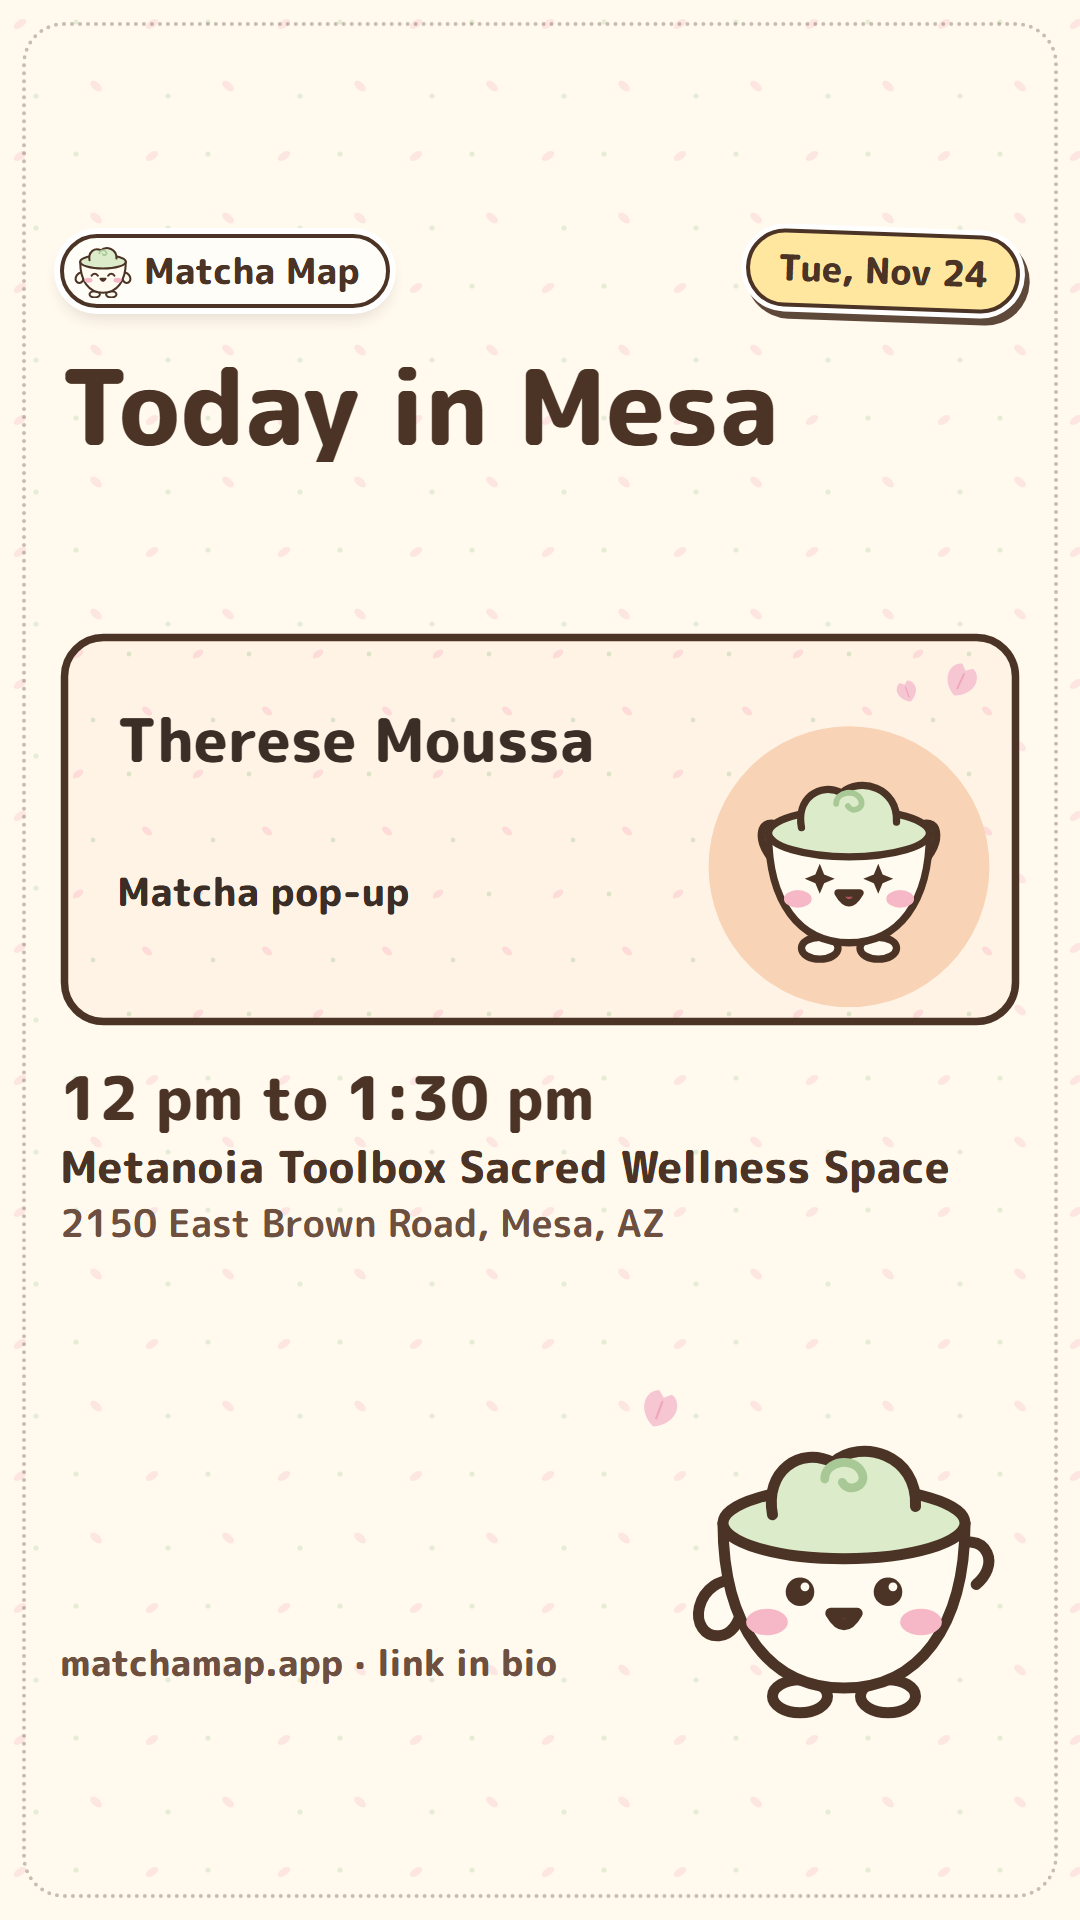 Matcha Map
Tue, Nov 24
Today in Mesa
Therese Moussa
Matcha pop-up
12 pm to 1:30 pm
Metanoia Toolbox Sacred Wellness Space
2150 East Brown Road, Mesa, AZ
matchamap.app · link in bio